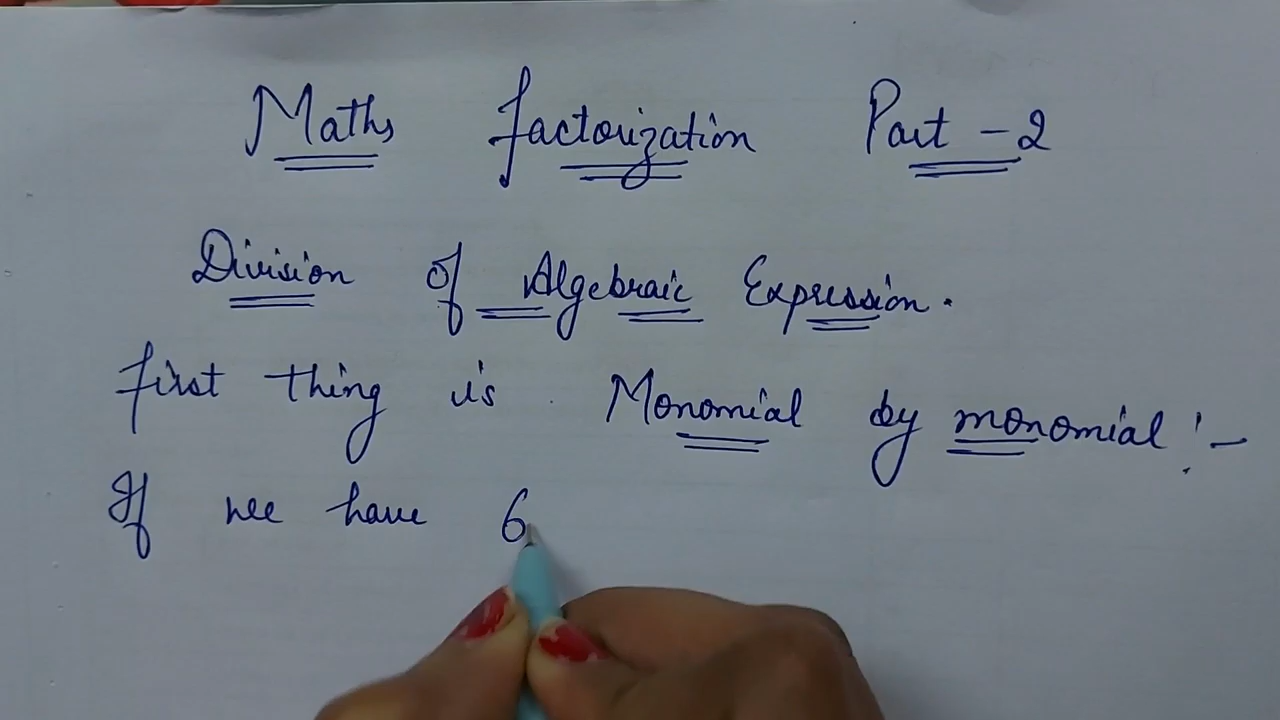 Maths Factorization Part - 2
Division of Algebraic Expression.
First thing is Monomial by monomial :-
If we have 6